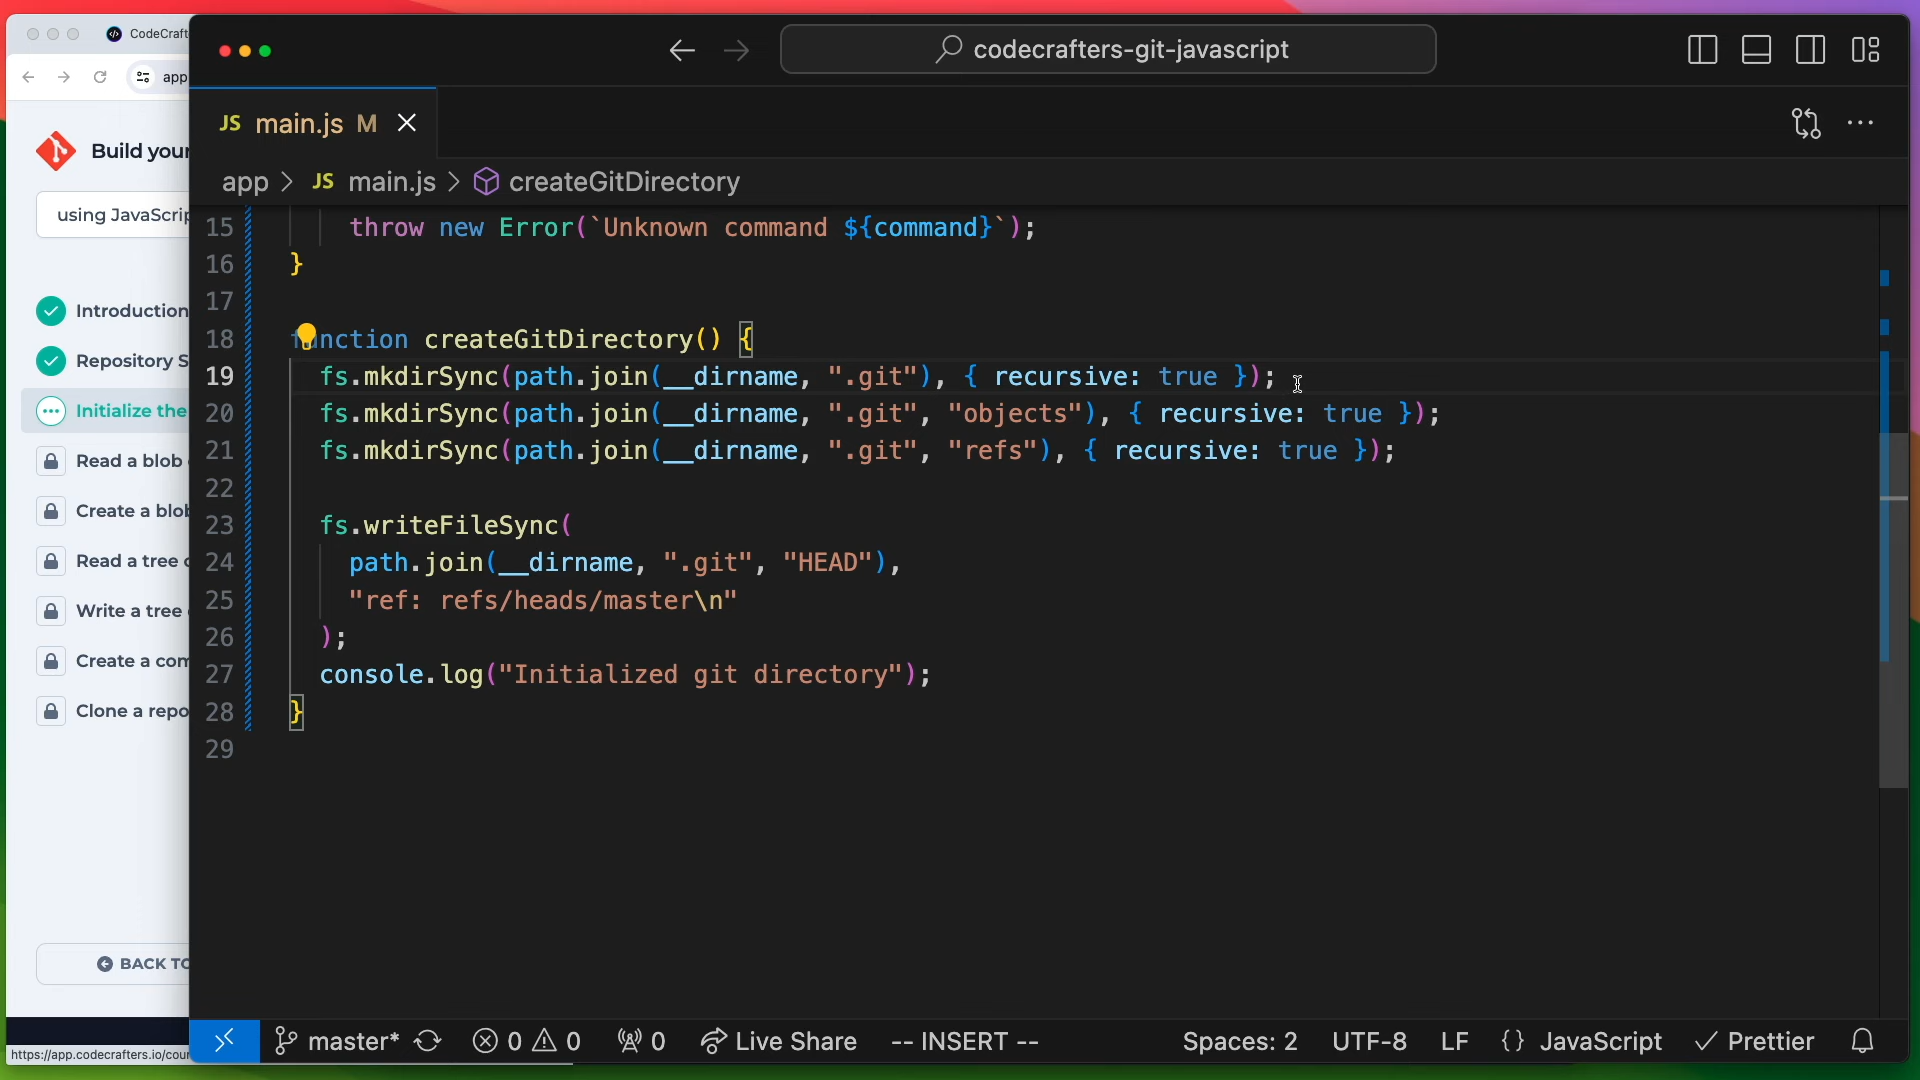 CodeCraft
app
Build your
using JavaScrip
Introduction
Repository S
Initialize the
Read a blob
Create a blob
Read a tree
Write a tree
Create a com
Clone a repo
BACK TO
https://app.codecrafters.io/cour
codecrafters-git-javascript
JS main.js M
app > JS main.js > createGitDirectory
15 throw new Error(`Unknown command ${command}`);
16 }
17
18 function createGitDirectory() {
19 fs.mkdirSync(path.join(__dirname, ".git"), { recursive: true });
20 fs.mkdirSync(path.join(__dirname, ".git", "objects"), { recursive: true });
21 fs.mkdirSync(path.join(__dirname, ".git", "refs"), { recursive: true });
22
23 fs.writeFileSync(
24 path.join(__dirname, ".git", "HEAD"),
25 "ref: refs/heads/master\n"
26 );
27 console.log("Initialized git directory");
28 }
29
master* 0 0 0 Live Share -- INSERT -- Spaces: 2 UTF-8 LF {} JavaScript Prettier